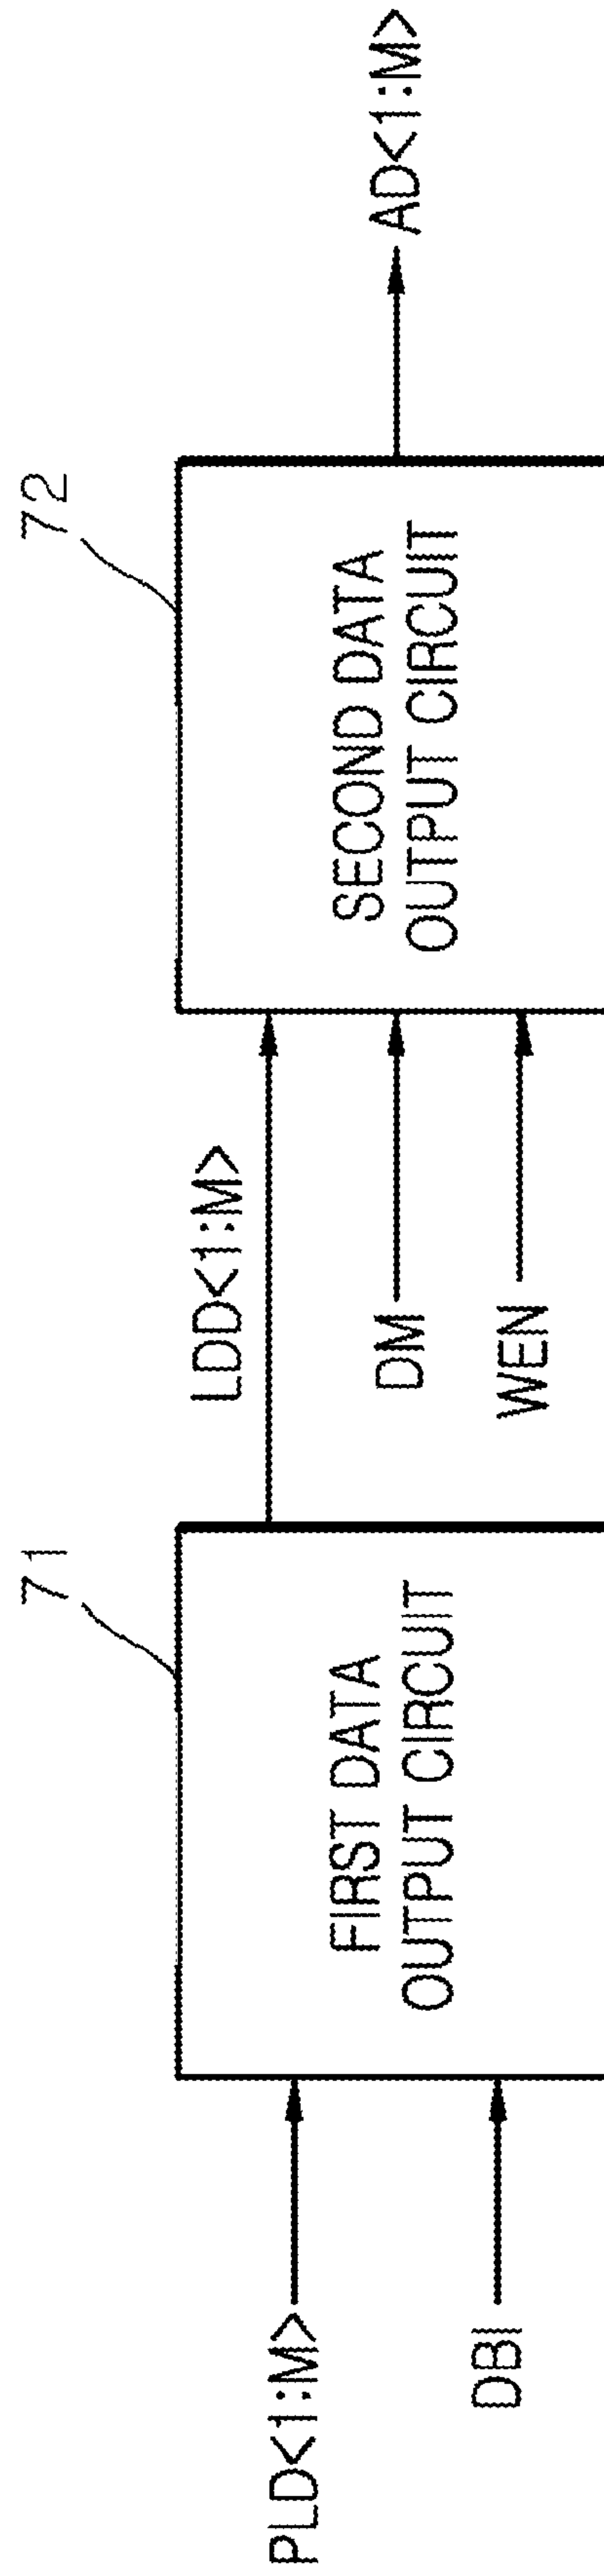 PLD<1:M>
DBI
71
FIRST DATA
OUTPUT CIRCUIT
LDD<1:M>
DM
WEN
72
SECOND DATA
OUTPUT CIRCUIT
AD<1:M>